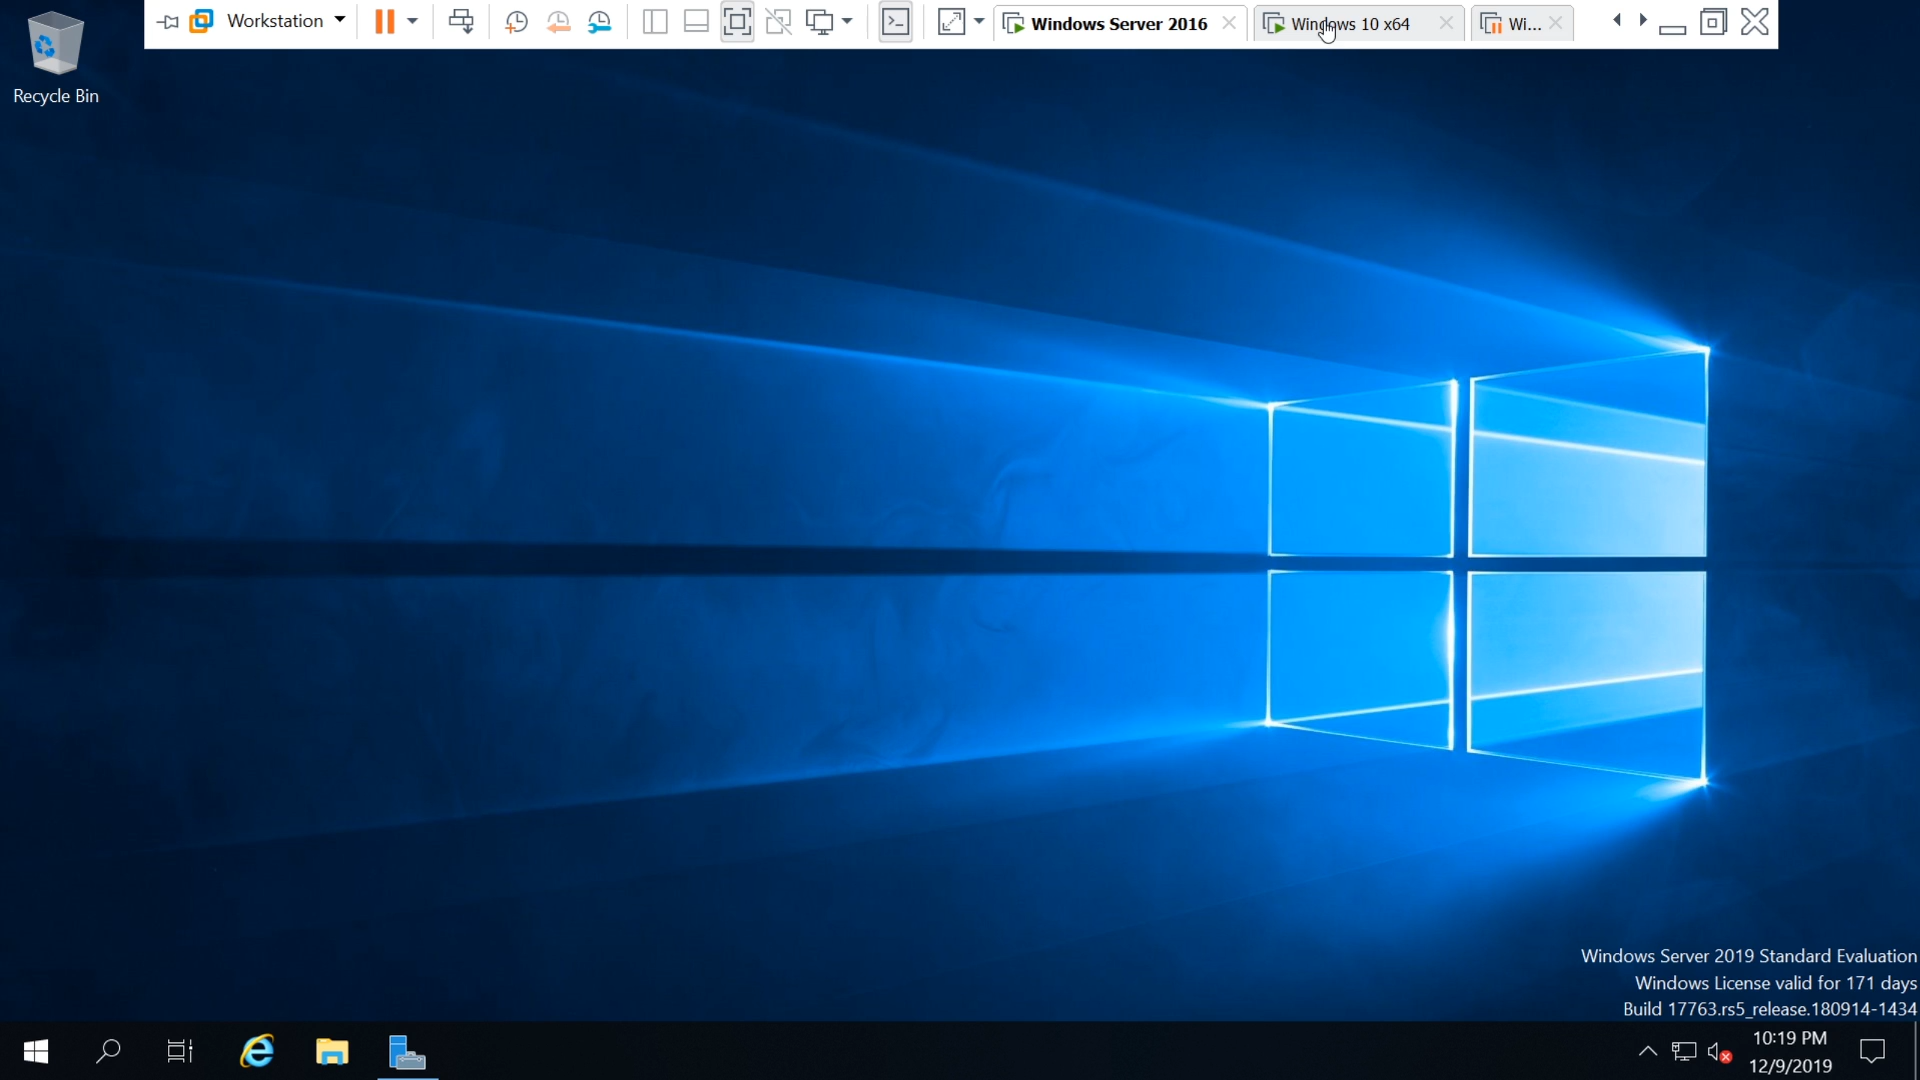 Workstation
Windows Server 2016
Windows 10 x64
Wi...
Recycle Bin
Windows Server 2019 Standard Evaluation
Windows License valid for 171 days
Build 17763.rs5_release.180914-1434
10:19 PM
12/9/2019